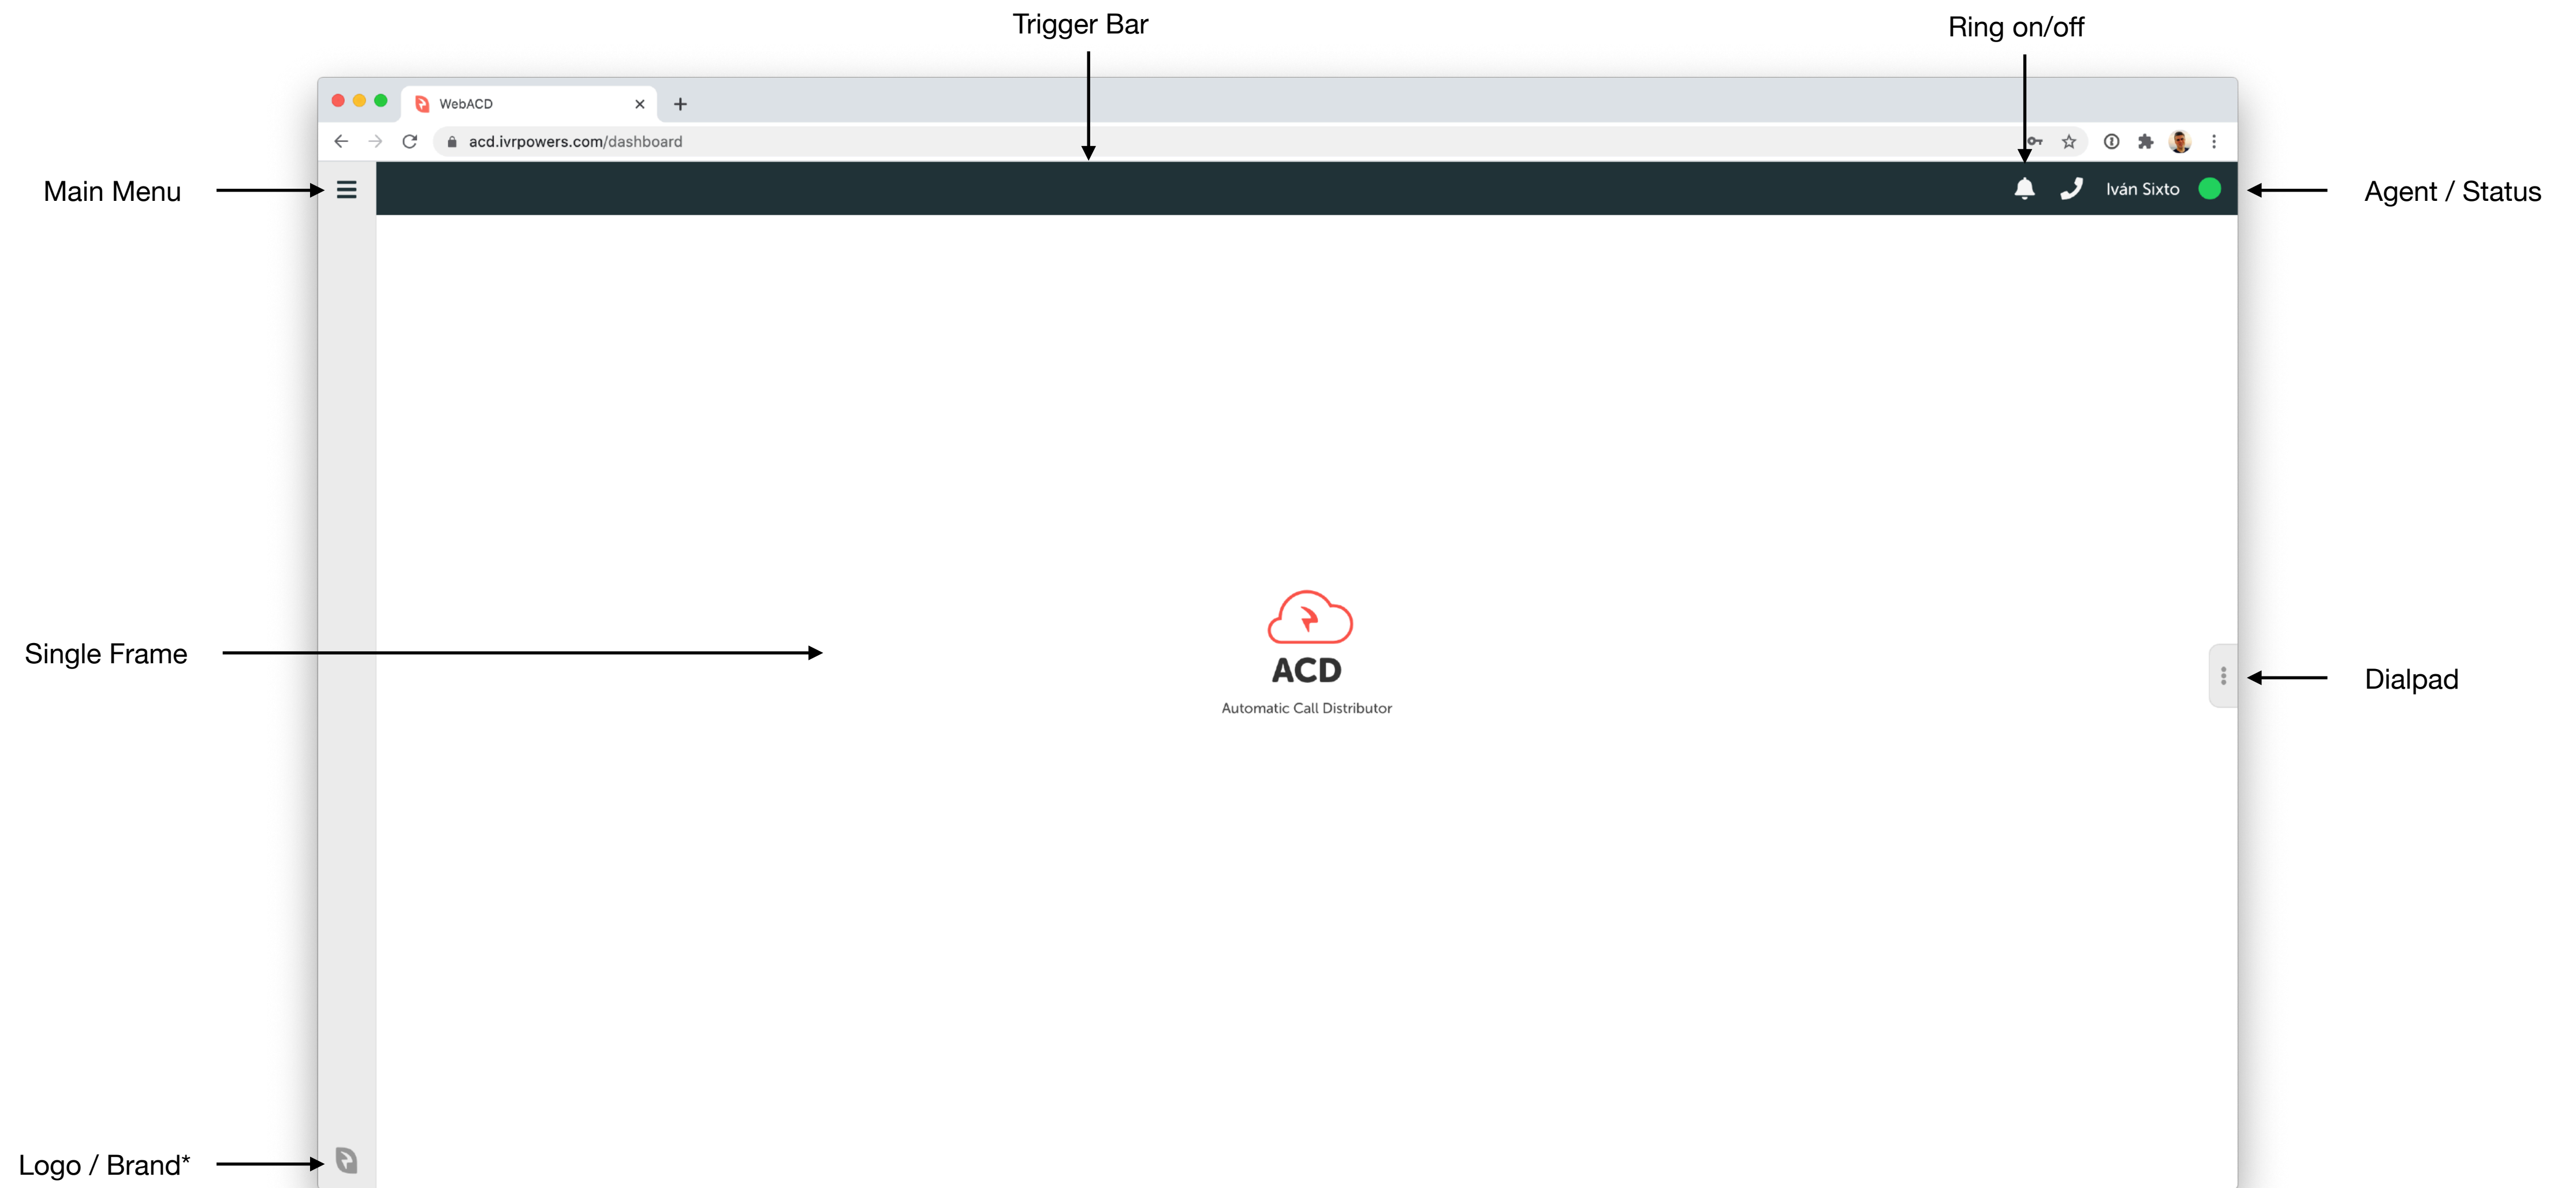 Trigger Bar
Ring on/off
WebACD
acd.ivrpowers.com/dashboard
Main Menu
Iván Sixto
Agent / Status
Single Frame
ACD
Automatic Call Distributor
Dialpad
Logo / Brand*